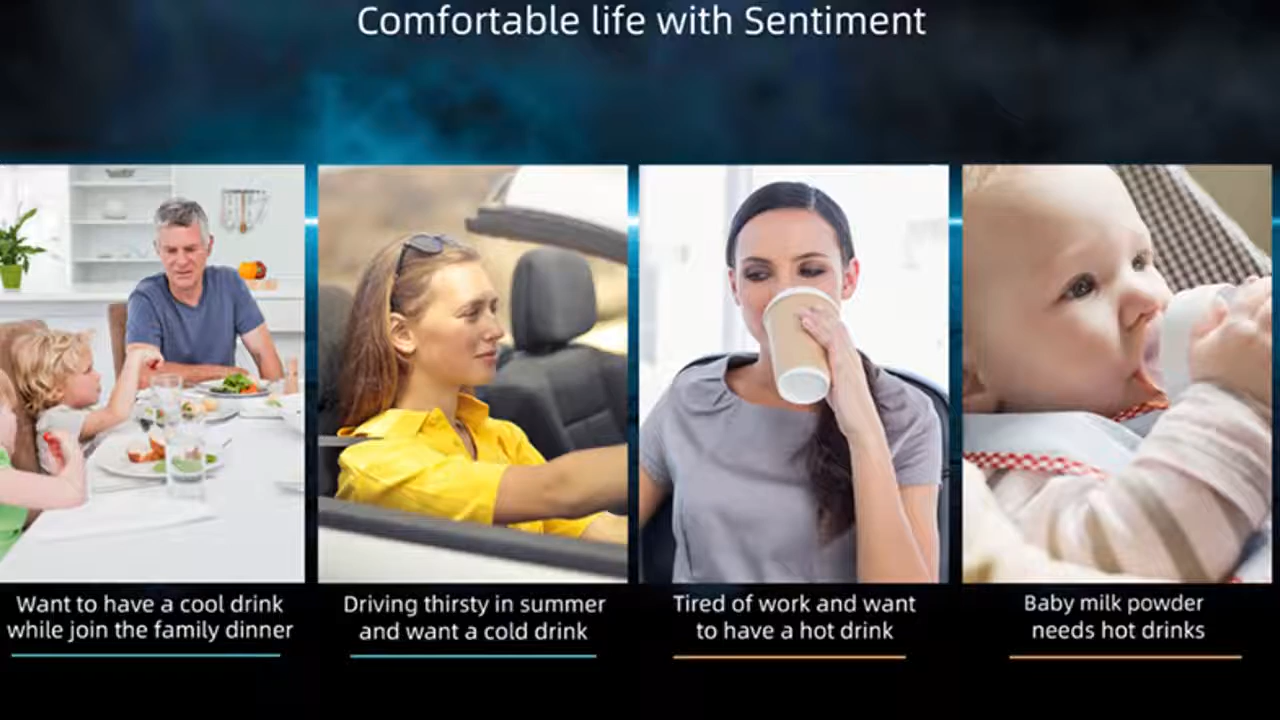 Comfortable life with Sentiment
Want to have a cool drink
while join the family dinner
Driving thirsty in summer
and want a cold drink
Tired of work and want
to have a hot drink
Baby milk powder
needs hot drinks